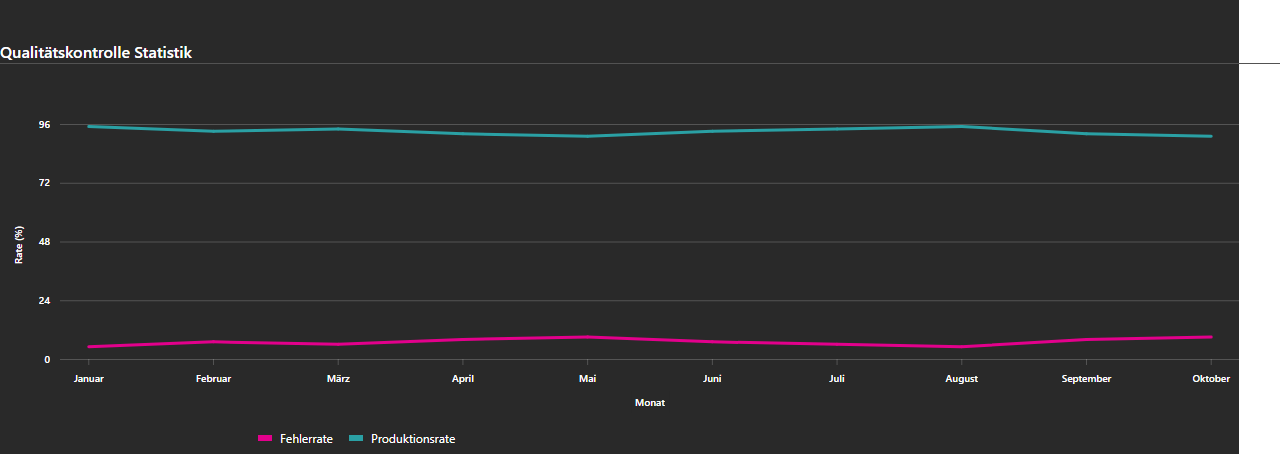 Qualitätskontrolle Statistik
96
72
48
24
0
Rate (%)
Januar Februar März April Mai Juni Juli August September Oktober
Monat
Fehlerrate Produktionsrate